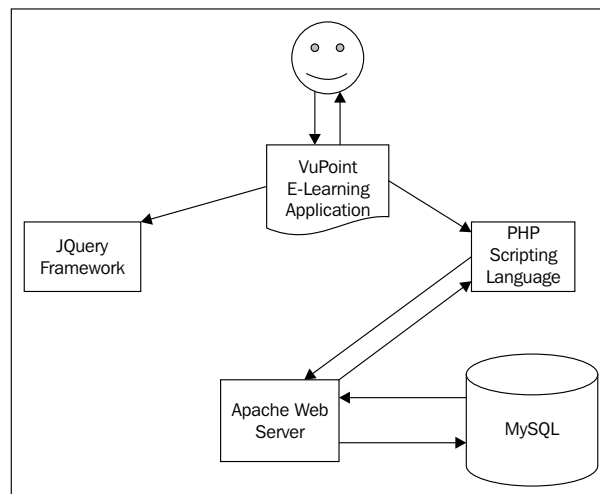 VuPoint
E-Learning
Application
JQuery
Framework
PHP
Scripting
Language
Apache Web
Server
MySQL